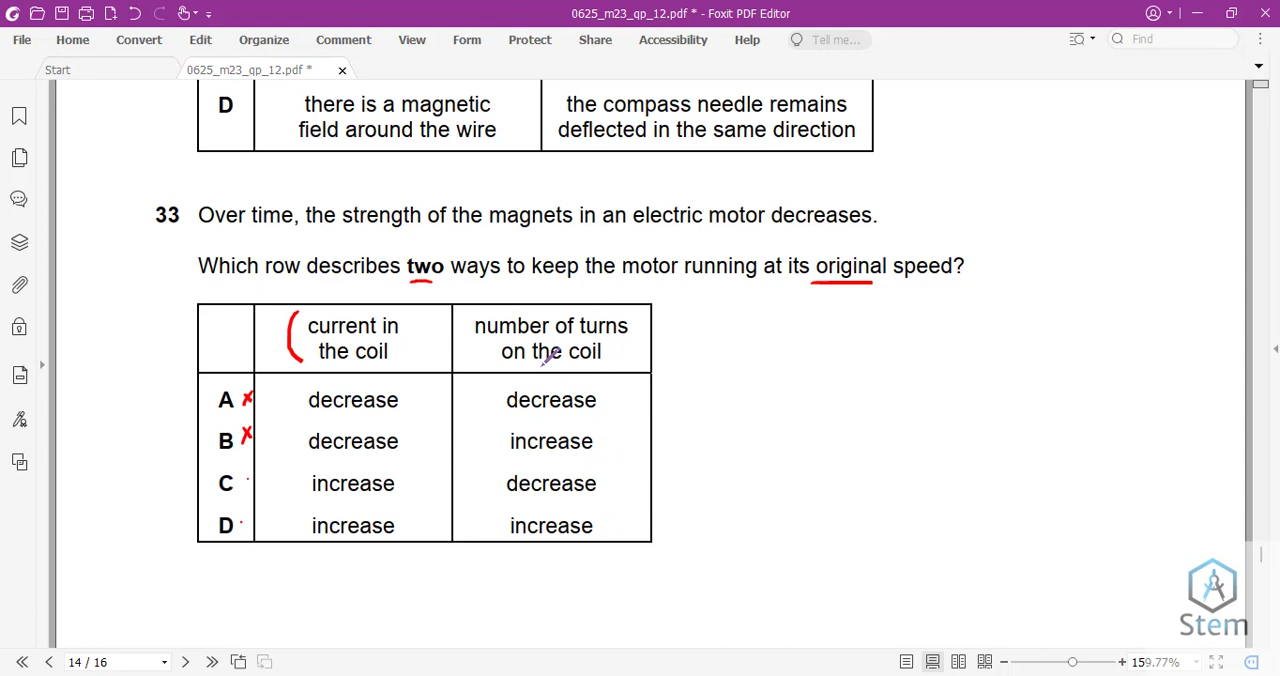 0625_m23_qp_12.pdf * - Foxit PDF Editor
File Home Convert Edit Organize Comment View Form Protect Share Accessibility Help Tell me... Find
Start 0625_m23_qp_12.pdf *
D there is a magnetic the compass needle remains
field around the wire deflected in the same direction
33 Over time, the strength of the magnets in an electric motor decreases.
Which row describes two ways to keep the motor running at its original speed?
current in number of turns
the coil on the coil
A decrease decrease
B decrease increase
C increase decrease
D increase increase
Stem
14 / 16 159.77%